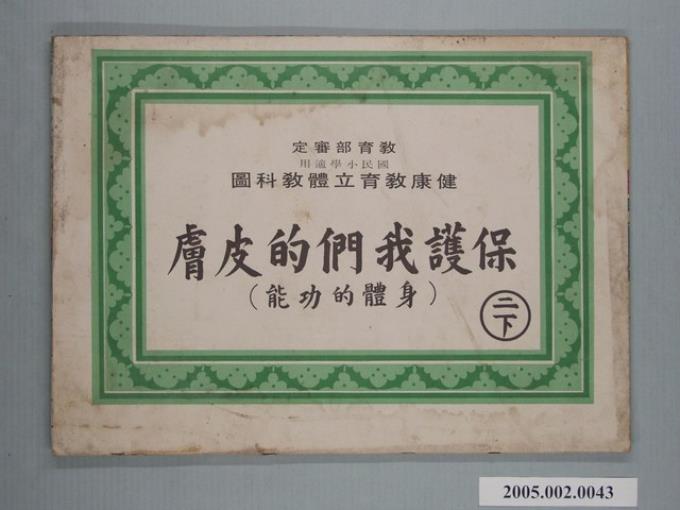 教育部審定
國民小學適用
健康教育立體教科圖
保護我們的皮膚
(身體的功能)
二下
2005.002.0043